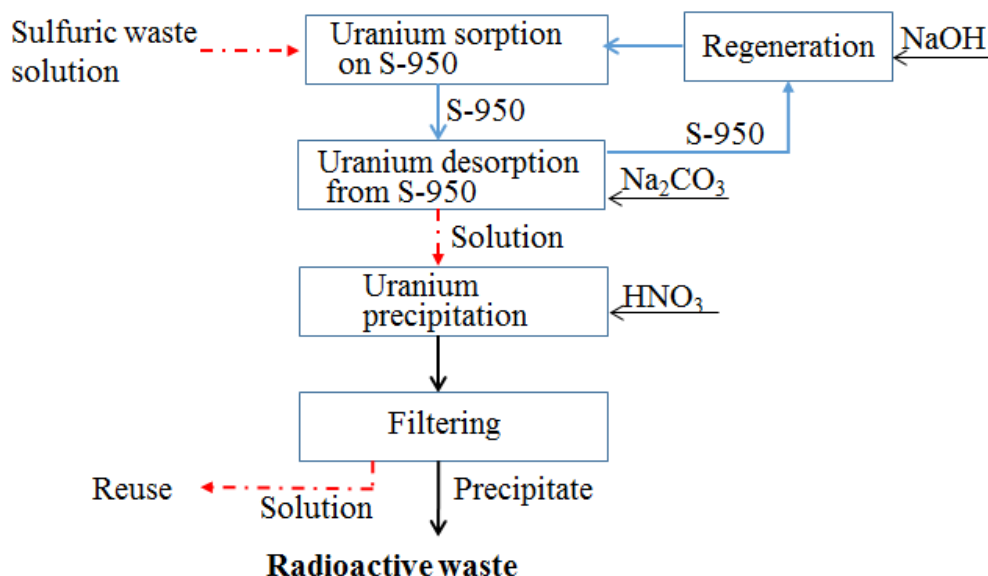 Sulfuric waste
solution
Uranium sorption
on S-950
Regeneration
NaOH
S-950
S-950
Uranium desorption
from S-950
Na₂CO₃
Solution
Uranium
precipitation
HNO₃
Filtering
Reuse
Solution
Precipitate
Radioactive waste